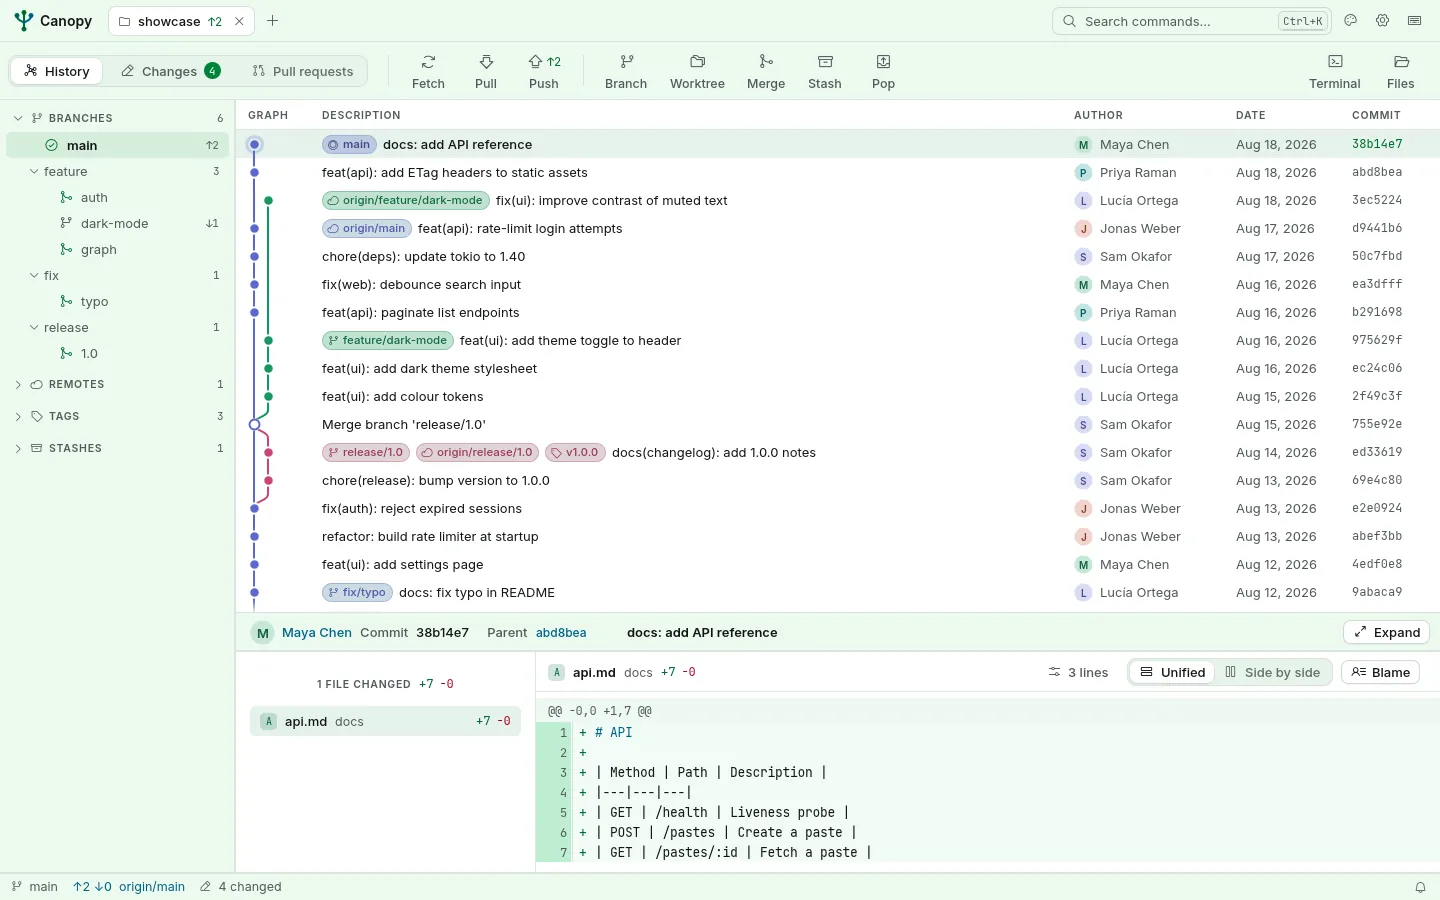 Canopy showcase ↑2 Search commands... Ctrl+K
History Changes 4 Pull requests Fetch Pull ↑2 Push Branch Worktree Merge Stash Pop Terminal Files
BRANCHES 6
main ↑2
feature 3
auth
dark-mode ↓1
graph
fix 1
typo
release 1
1.0
REMOTES 1
TAGS 3
STASHES 1
GRAPH DESCRIPTION AUTHOR DATE COMMIT
main docs: add API reference M Maya Chen Aug 18, 2026 38b14e7
feat(api): add ETag headers to static assets P Priya Raman Aug 18, 2026 abd8bea
origin/feature/dark-mode fix(ui): improve contrast of muted text L Lucía Ortega Aug 18, 2026 3ec5224
origin/main feat(api): rate-limit login attempts J Jonas Weber Aug 17, 2026 d9441b6
chore(deps): update tokio to 1.40 S Sam Okafor Aug 17, 2026 50c7fbd
fix(web): debounce search input M Maya Chen Aug 16, 2026 ea3dfff
feat(api): paginate list endpoints P Priya Raman Aug 16, 2026 b291698
feature/dark-mode feat(ui): add theme toggle to header L Lucía Ortega Aug 16, 2026 975629f
feat(ui): add dark theme stylesheet L Lucía Ortega Aug 16, 2026 ec24c06
feat(ui): add colour tokens L Lucía Ortega Aug 15, 2026 2f49c3f
Merge branch 'release/1.0' S Sam Okafor Aug 15, 2026 755e92e
release/1.0 origin/release/1.0 v1.0.0 docs(changelog): add 1.0.0 notes S Sam Okafor Aug 14, 2026 ed33619
chore(release): bump version to 1.0.0 S Sam Okafor Aug 13, 2026 69e4c80
fix(auth): reject expired sessions J Jonas Weber Aug 13, 2026 e2e0924
refactor: build rate limiter at startup J Jonas Weber Aug 13, 2026 abef3bb
feat(ui): add settings page M Maya Chen Aug 12, 2026 4edf0e8
fix/typo docs: fix typo in README L Lucía Ortega Aug 12, 2026 9abaca9
M Maya Chen Commit 38b14e7 Parent abd8bea docs: add API reference Expand
1 FILE CHANGED +7 -0
A api.md docs +7 -0
A api.md docs +7 -0 3 lines Unified Side by side Blame
@@ -0,0 +1,7 @@
1 + # API
2 +
3 + | Method | Path | Description |
4 + |---|---|---|
5 + | GET | /health | Liveness probe |
6 + | POST | /pastes | Create a paste |
7 + | GET | /pastes/:id | Fetch a paste |
main ↑2 ↓0 origin/main 4 changed